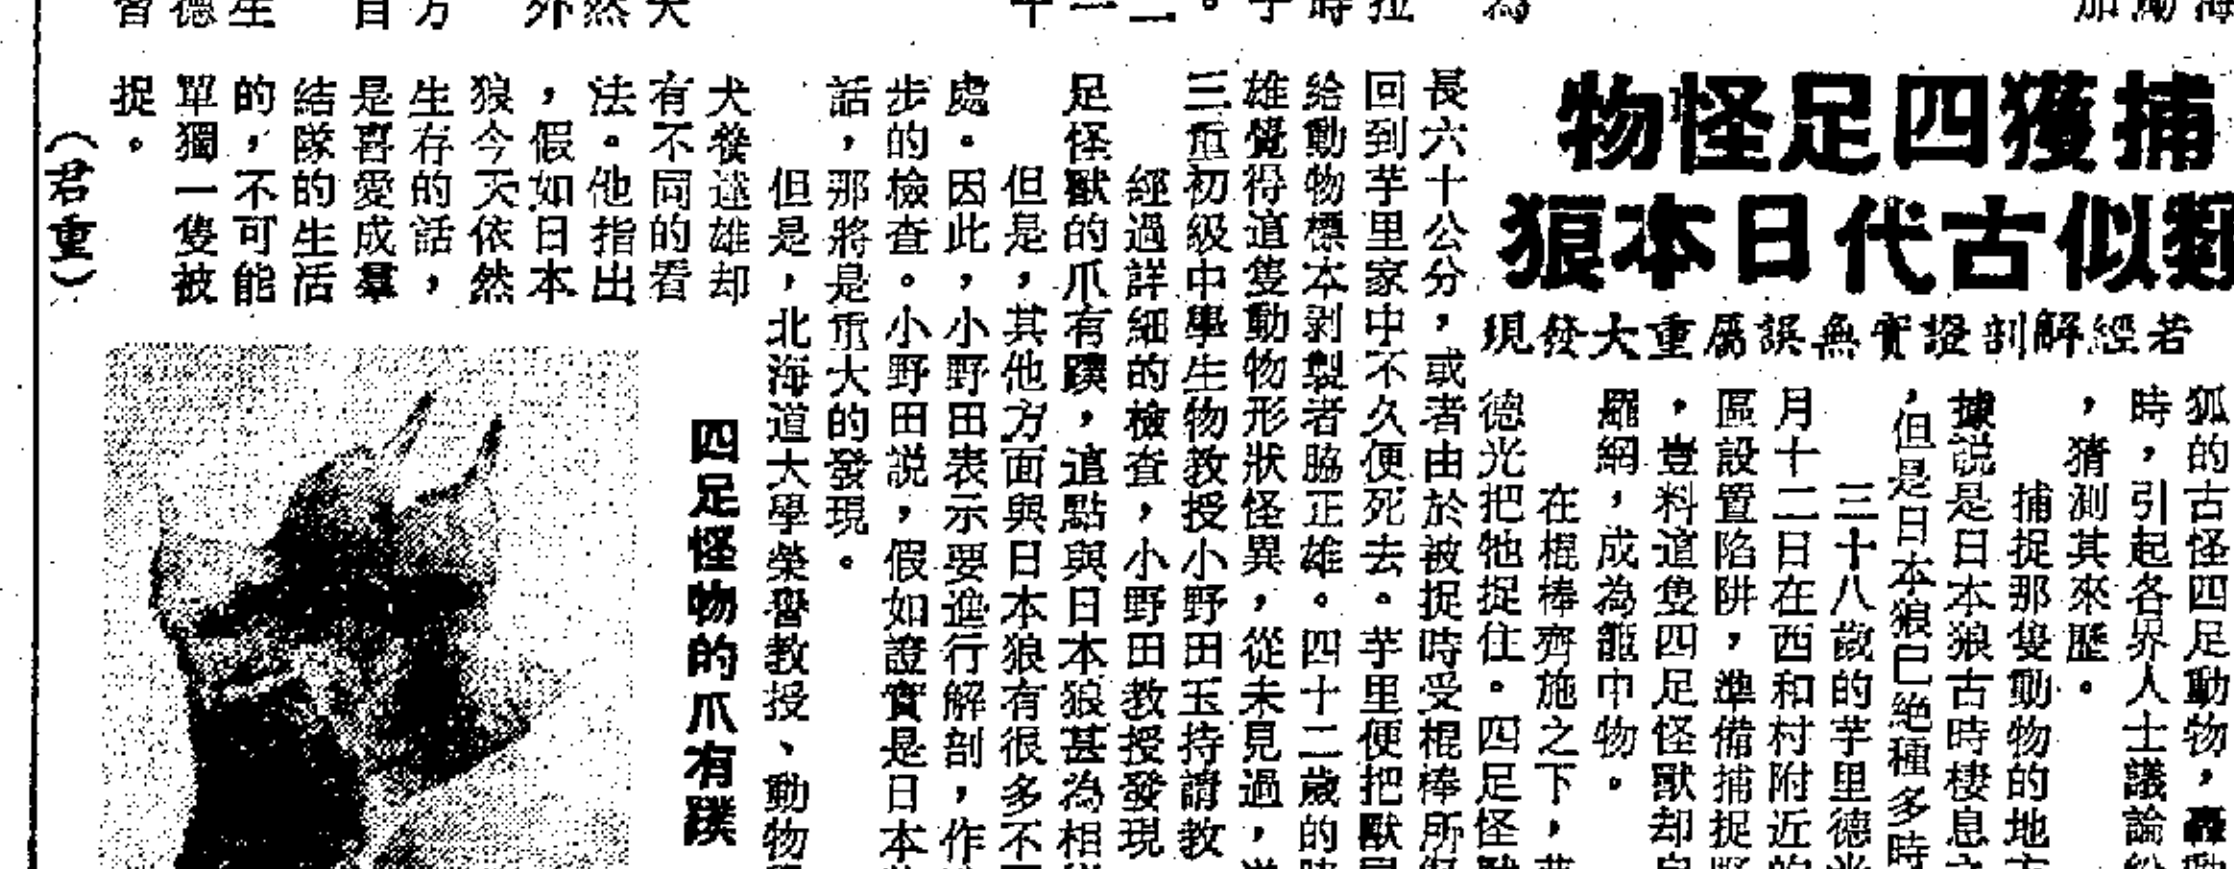 捕獲四足怪物
類似古代日本狼
若經解剖證實無誤屬重大發現
狐的古怪四足動物，轟動
時，引起各界人士議論紛
，猜測其來歷。
捕捉那隻動物的地方
據說是日本狼古時棲息之
，但是日本狼已絕種多時
三十八歲的芋里德光
月十二日在西和村附近的
區設置陷阱，準備捕捉野
，豈料這隻四足怪獸却自
羅網，成為籠中物。
在棍棒齊施之下，芋
德光把牠捉住。四足怪獸
長六十公分，或者由於被捉時受棍棒所傷
回到芋里家中不久便死去。芋里便把獸屍
給動物標本剥製者脇正雄。四十二歲的脇
雄覺得這隻動物形狀怪異，從未見過，送
三重初級中學生物教授小野田玉持請教
經過詳細的檢查，小野田教授發現
足怪獸的爪有蹼，這點與日本狼甚為相
但是，其他方面與日本狼有很多不
處。因此，小野田表示要進行解剖，作
步的檢查。小野田説，假如證實是日本
話，那將是重大的發現。
但是，北海道大學榮譽教授、動物
犬養遠雄却
有不同的看
法。他指出
，假如日本
狼今天依然
生存的話，
是喜愛成羣
結隊的生活
的，不可能
單獨一隻被
捉。
（君重）
四足怪物的爪有蹼